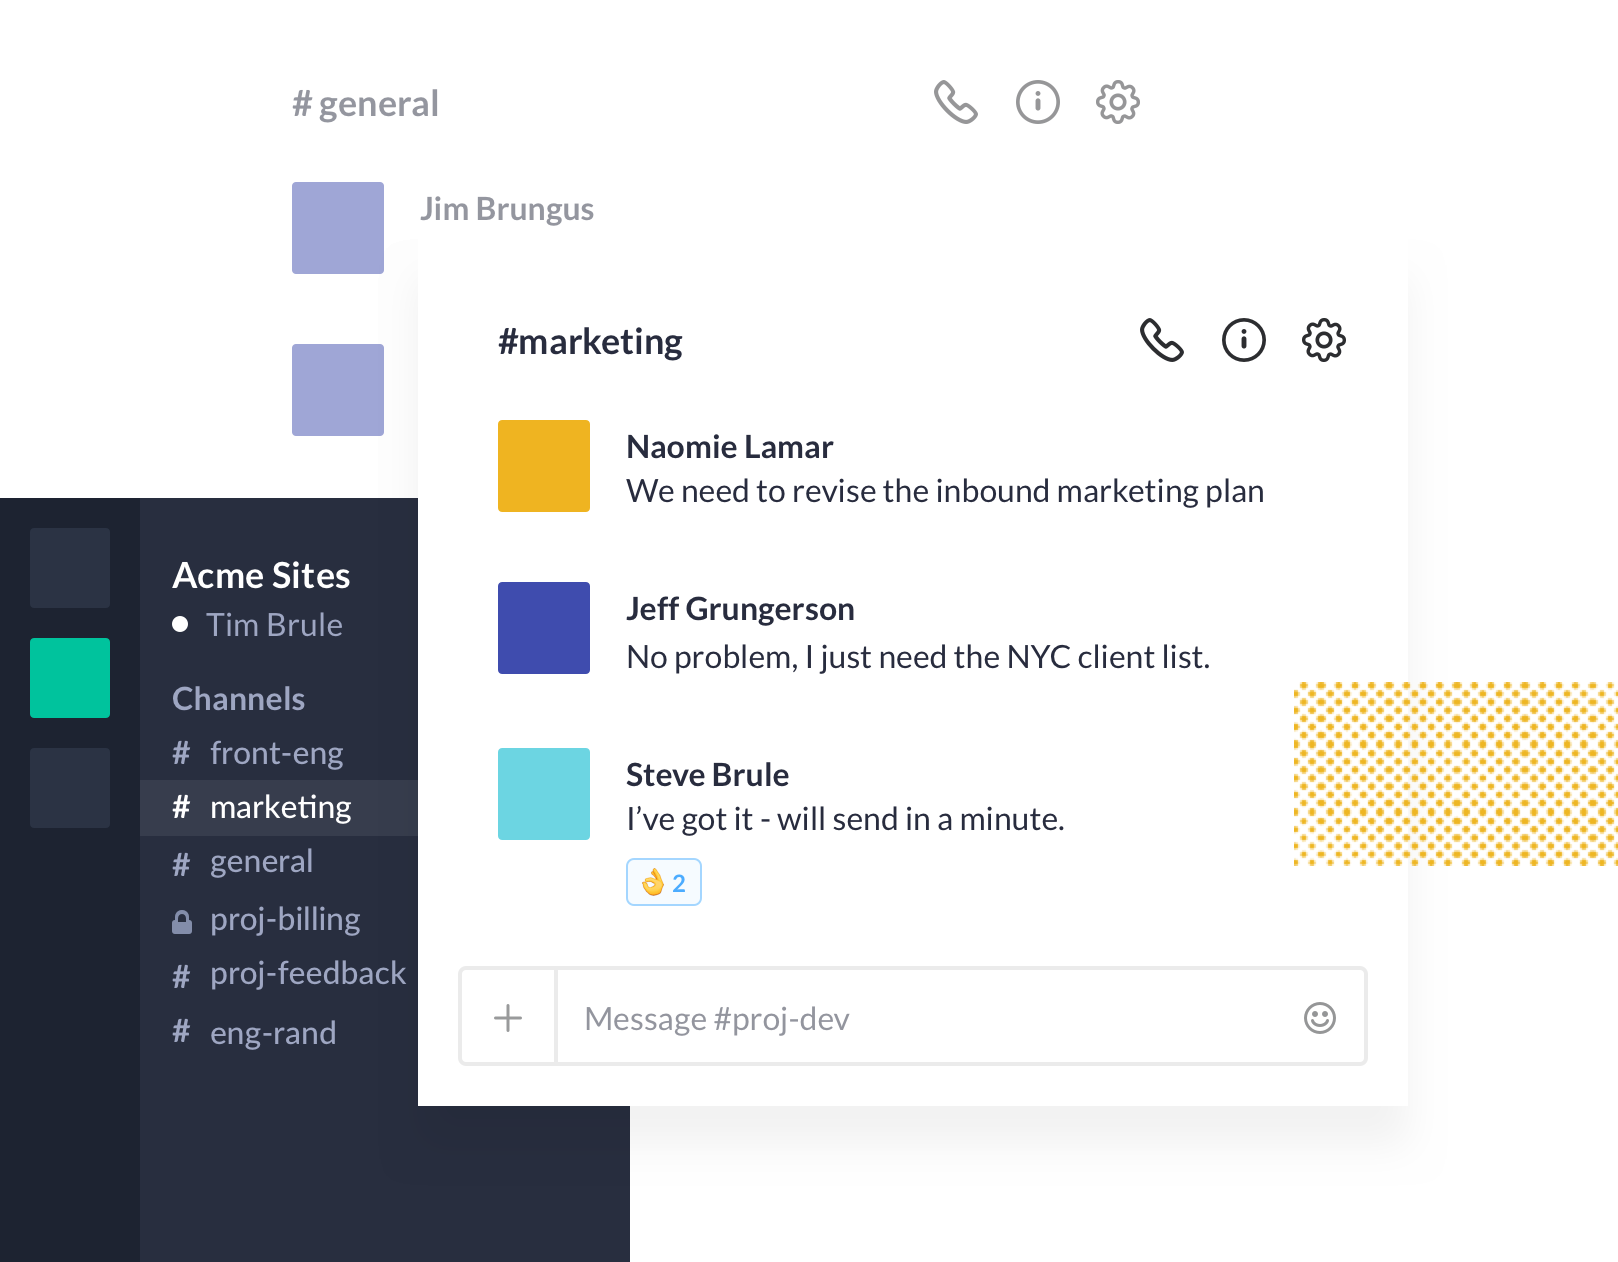 # general
Jim Brungus
#marketing
Naomie Lamar
We need to revise the inbound marketing plan
Jeff Grungerson
No problem, I just need the NYC client list.
Steve Brule
I’ve got it - will send in a minute.
👌 2
Message #proj-dev
Acme Sites
Tim Brule
Channels
# front-eng
# marketing
# general
proj-billing
# proj-feedback
# eng-rand